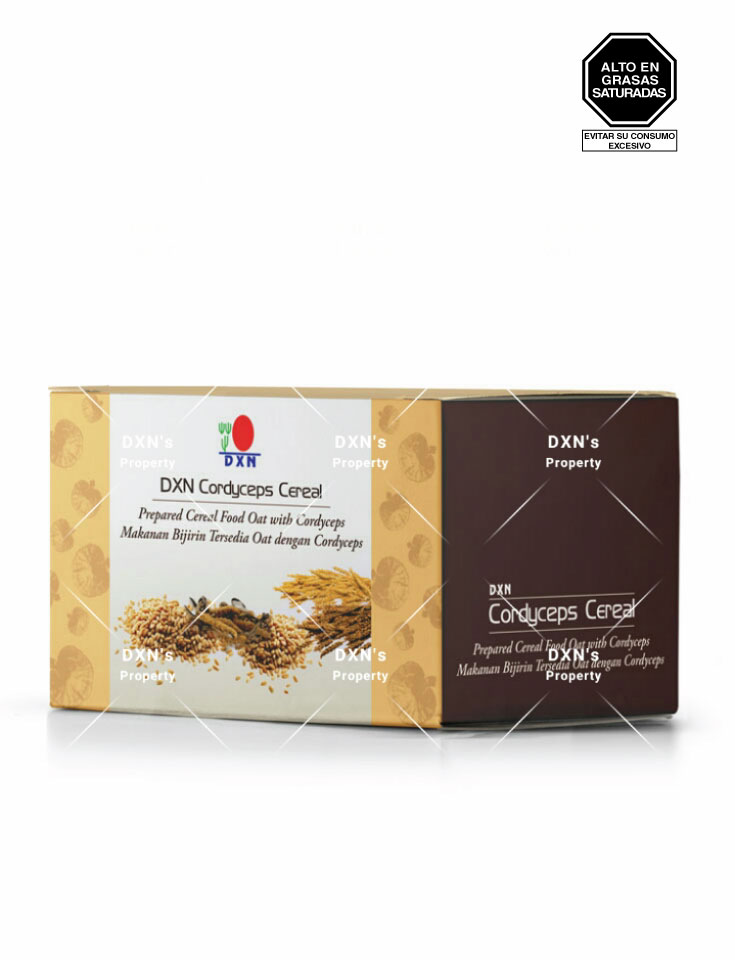 ALTO EN
GRASAS
SATURADAS
EVITAR SU CONSUMO
EXCESIVO
DXN
DXN Cordyceps Cereal
Prepared Cereal Food Oat with Cordyceps
Makanan Bijirin Tersedia Oat dengan Cordyceps
DXN
Cordyceps Cereal
Prepared Cereal Food Oat with Cordyceps
Makanan Bijirin Tersedia Oat dengan Cordyceps
DXN's
Property
DXN's
Property
DXN's
Property
DXN's
Property
DXN's
Property
DXN's
Property